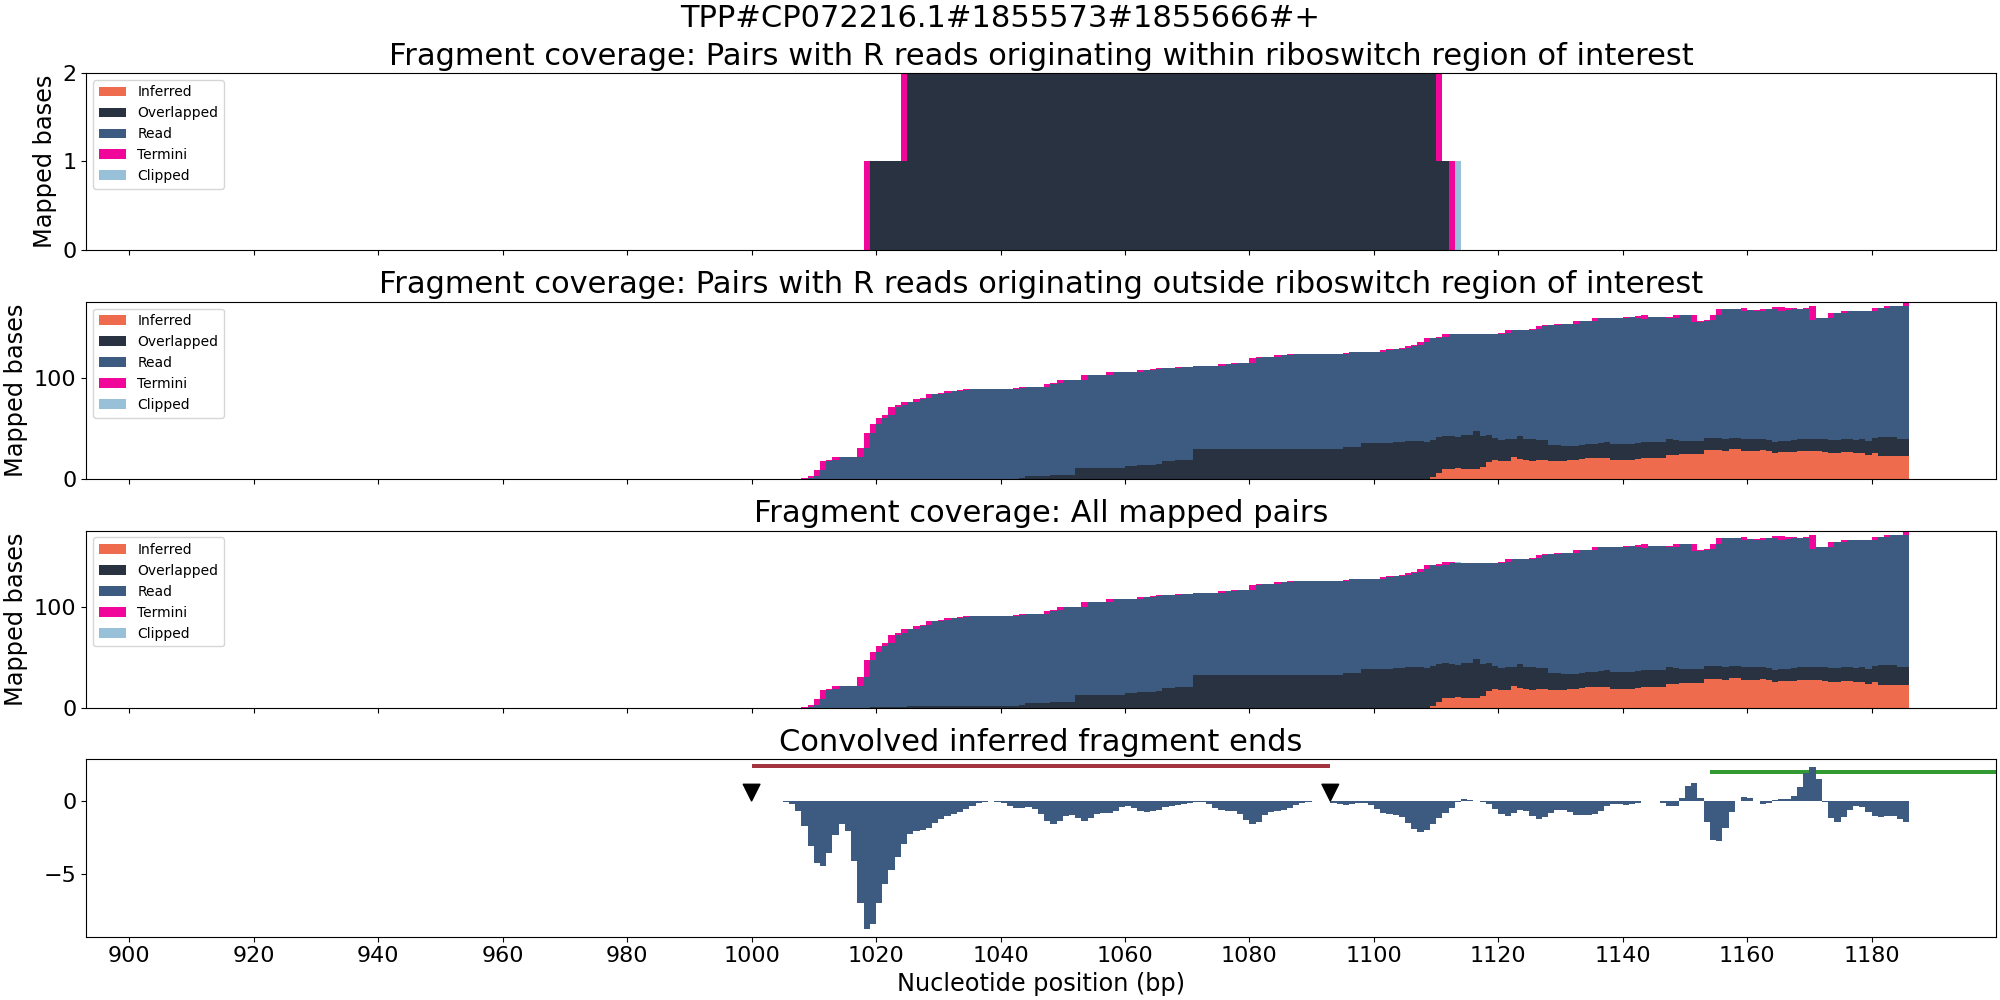 TPP#CP072216.1#1855573#1855666#+
Fragment coverage: Pairs with R reads originating within riboswitch region of interest
Mapped bases
2
1
0
Inferred
Overlapped
Read
Termini
Clipped
Fragment coverage: Pairs with R reads originating outside riboswitch region of interest
Mapped bases
100
0
Inferred
Overlapped
Read
Termini
Clipped
Fragment coverage: All mapped pairs
Mapped bases
100
0
Inferred
Overlapped
Read
Termini
Clipped
Convolved inferred fragment ends
0
−5
900 920 940 960 980 1000 1020 1040 1060 1080 1100 1120 1140 1160 1180
Nucleotide position (bp)